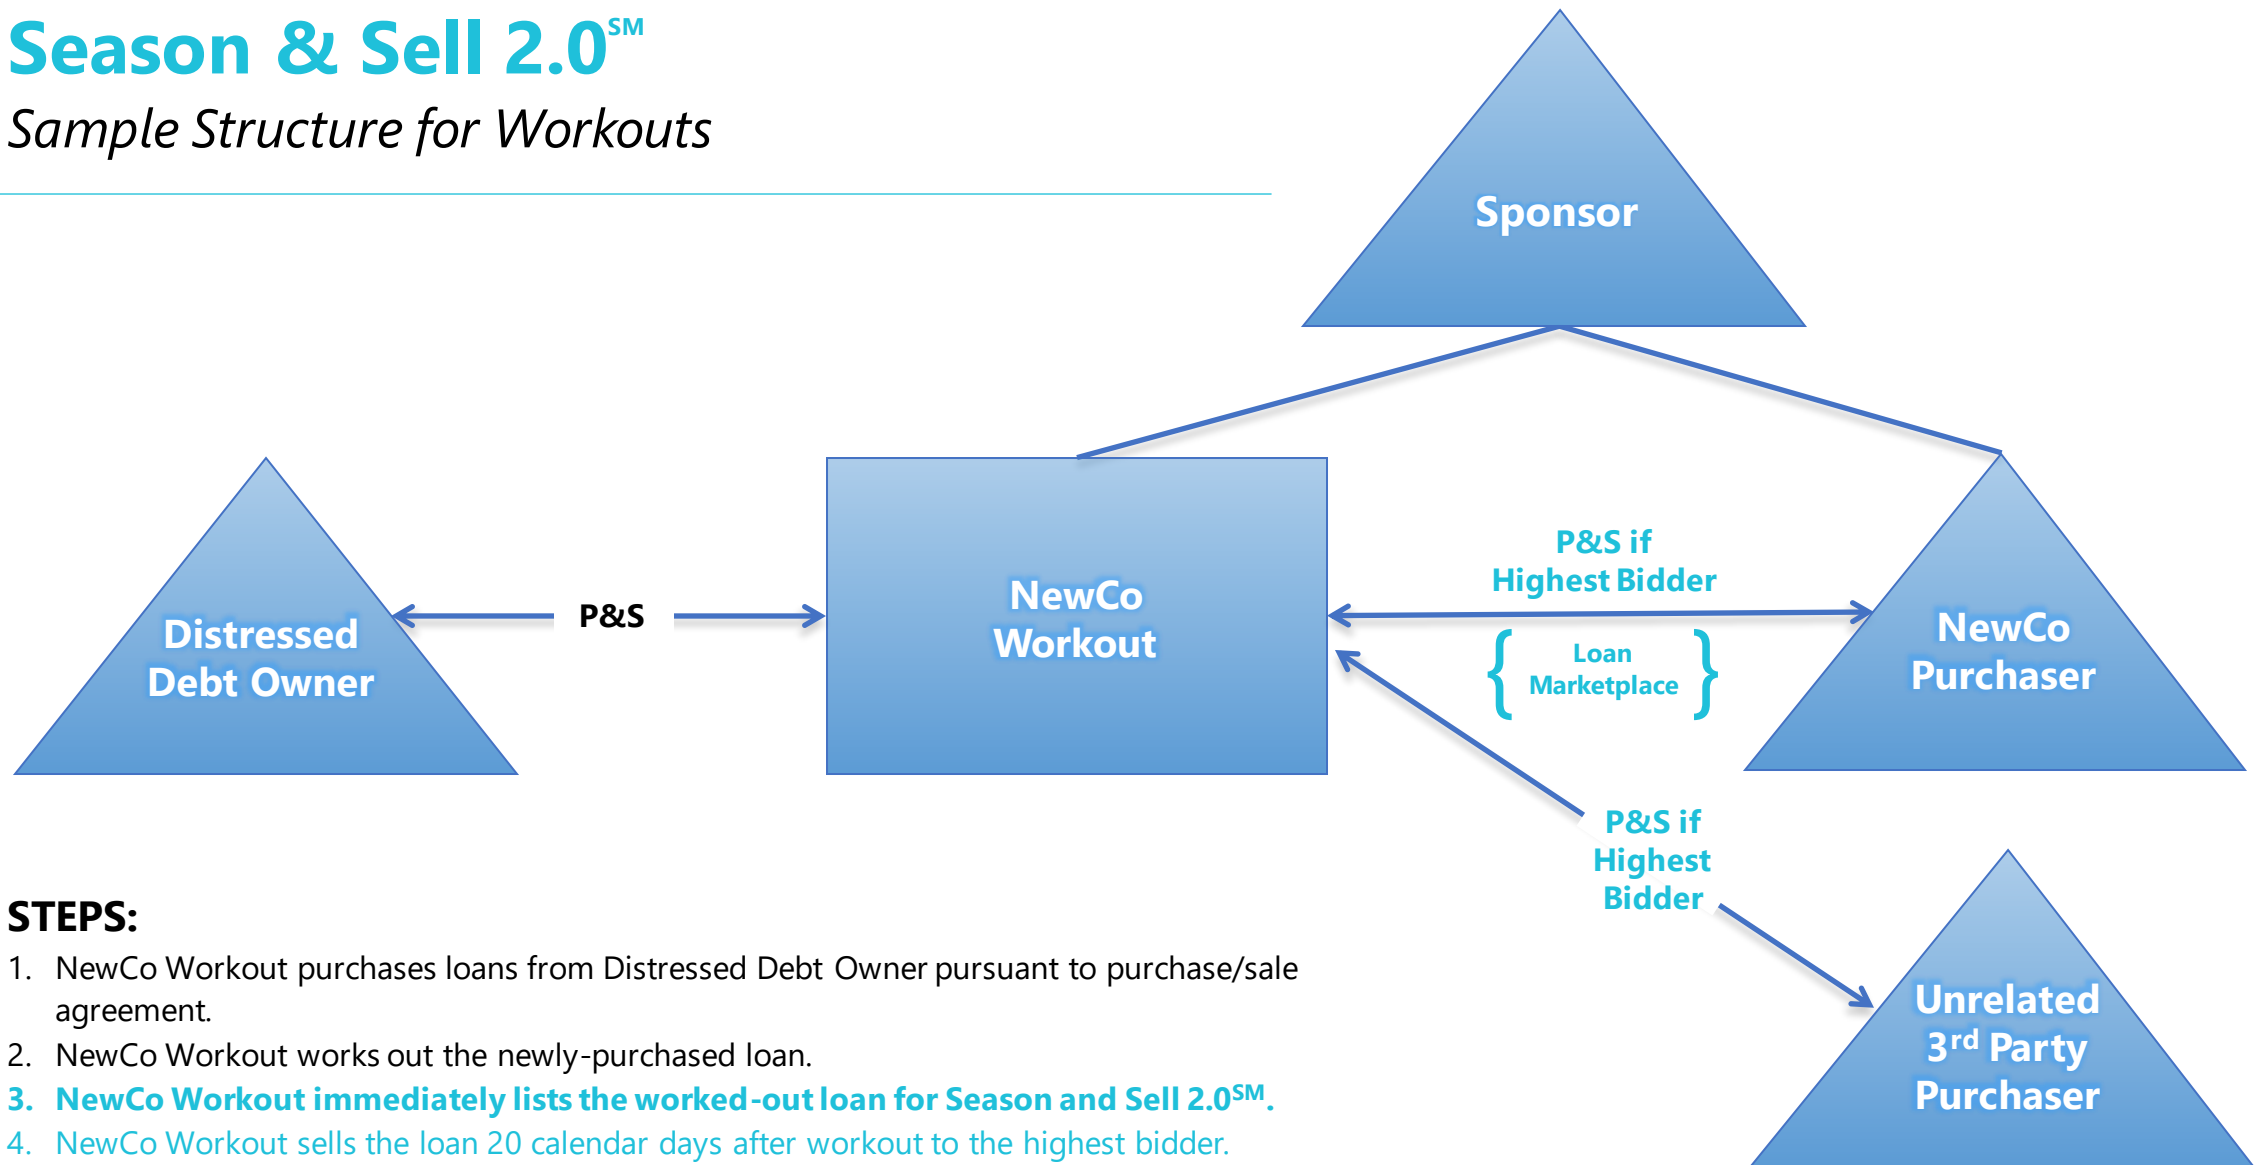 Season & Sell 2.0SM
Sample Structure for Workouts
Sponsor
Distressed
Debt Owner
P&S
NewCo
Workout
P&S if
Highest Bidder
{ Loan
Marketplace }
NewCo
Purchaser
P&S if
Highest
Bidder
Unrelated
3rd Party
Purchaser
STEPS:
1. NewCo Workout purchases loans from Distressed Debt Owner pursuant to purchase/sale
agreement.
2. NewCo Workout works out the newly-purchased loan.
3. NewCo Workout immediately lists the worked-out loan for Season and Sell 2.0SM.
4. NewCo Workout sells the loan 20 calendar days after workout to the highest bidder.